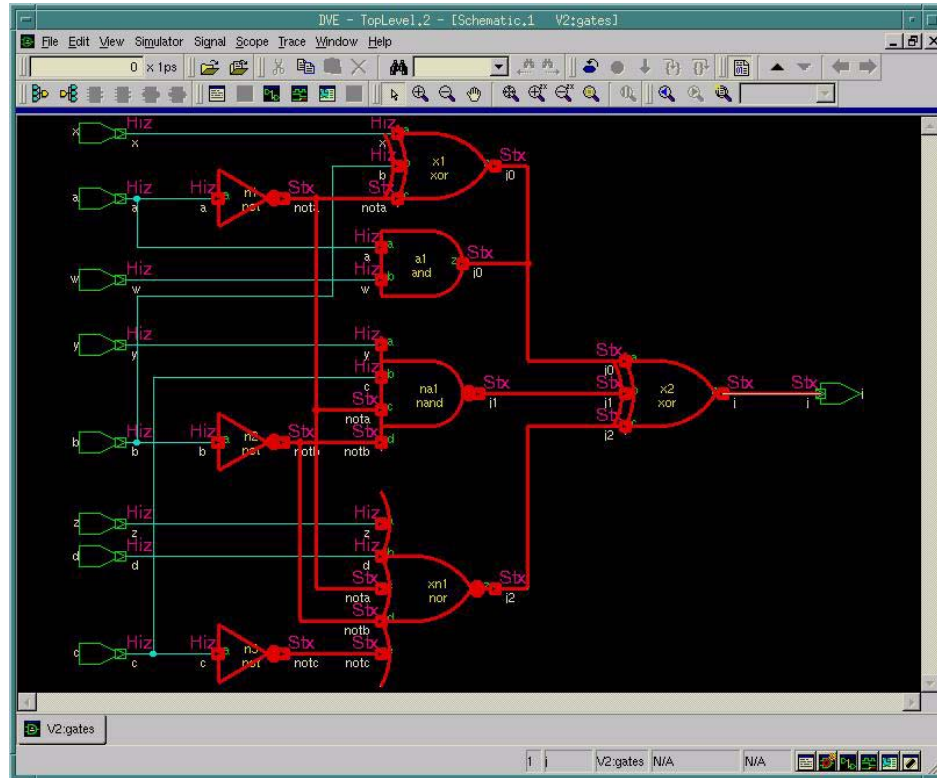 DVE - TopLevel.2 - [Schematic.1 V2:gates]
File Edit View Simulator Signal Scope Trace Window Help
0 x 1ps
x Hiz x
Hiz x
Hiz b
x1 xor
Stx j0
a Hiz a
Hiz a
n1 not
Stx nota
nota
Hiz a
a1 and
z
Stx j0
w Hiz w
Hiz w
y Hiz y
Hiz y
Hiz c
na1 nand
Stx j1
Stx nota
Stx notb
Stx j0
Stx j1
Stx j2
x2 xor
Stx i
Stx i
i
b Hiz b
Hiz b
n2 not
Stx notb
z Hiz z
Hiz z
d Hiz d
Hiz d
Stx nota
Stx notb
xn1 nor
Stx j2
c Hiz c
Hiz c
n3 not
Stx notc
Stx notc
V2:gates
1 i V2:gates N/A N/A